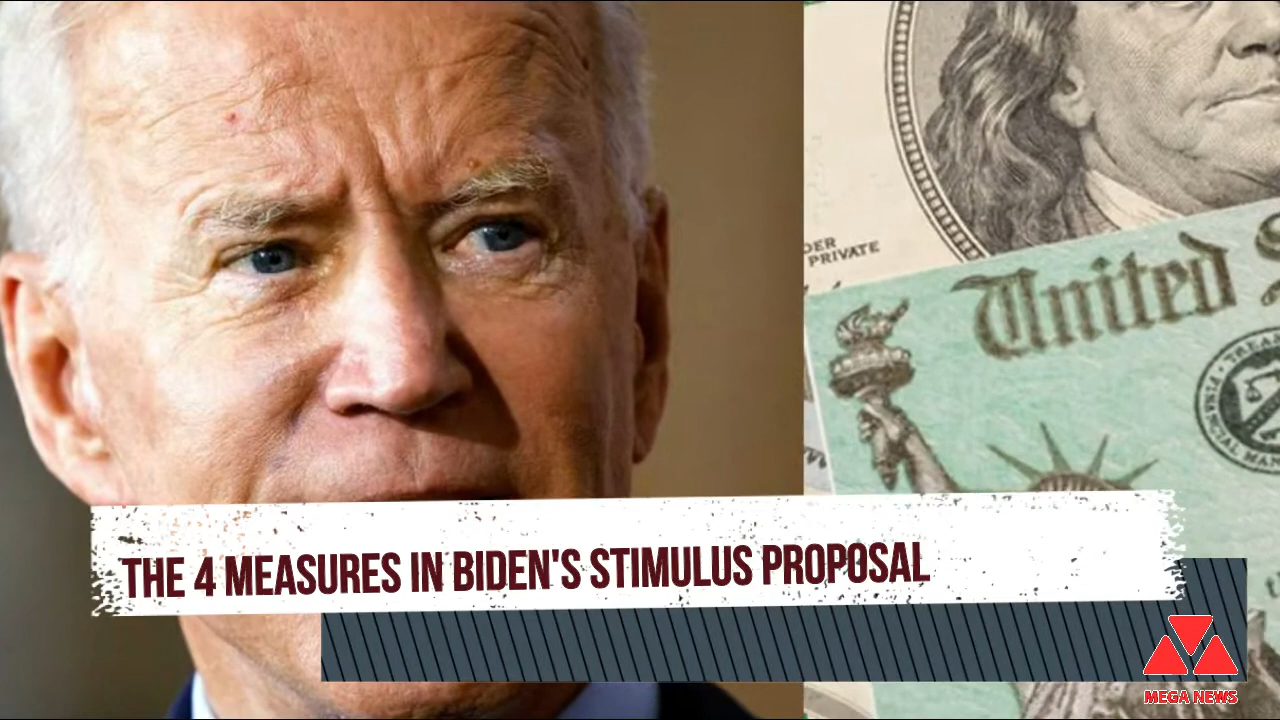 DER
PRIVATE
United S
THE 4 MEASURES IN BIDEN'S STIMULUS PROPOSAL
MEGA NEWS